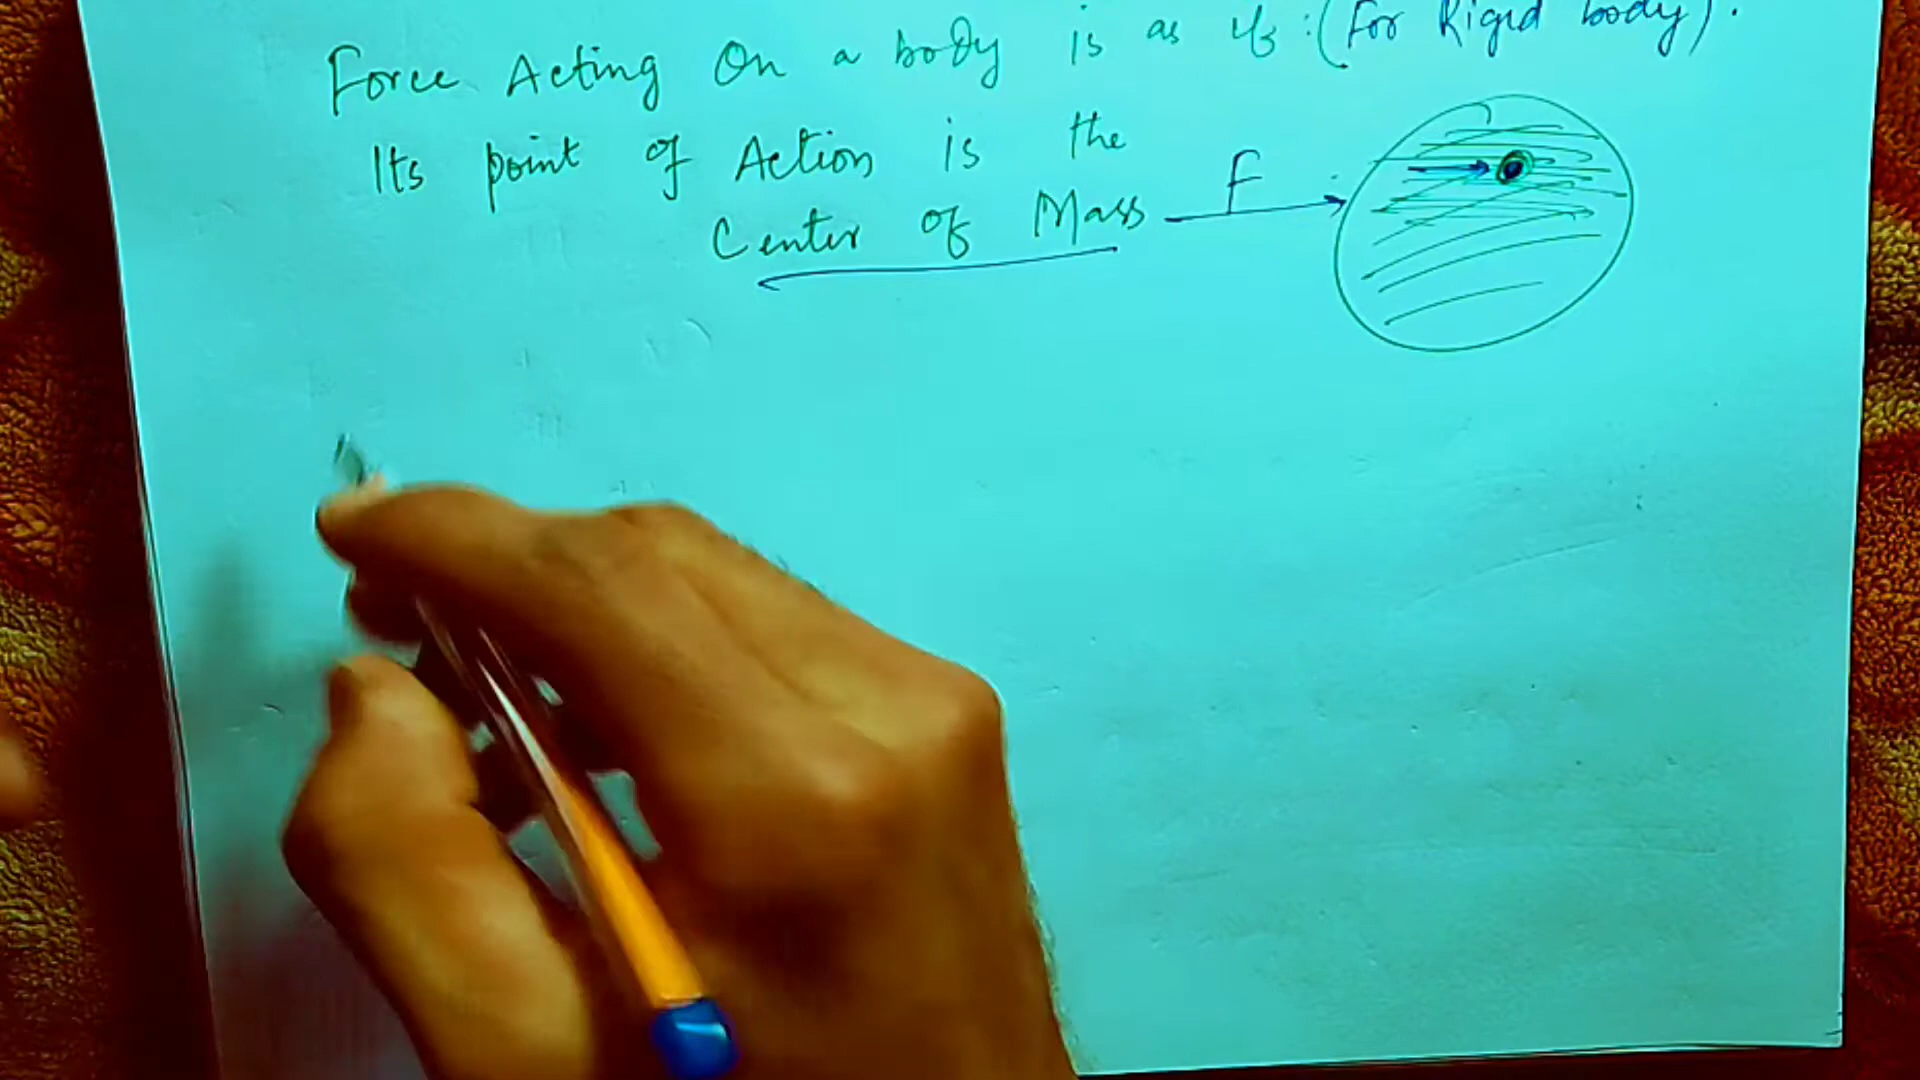 Force Acting On a body is as if :(For Rigid body).
Its point of Action is the
Center of Mass
F